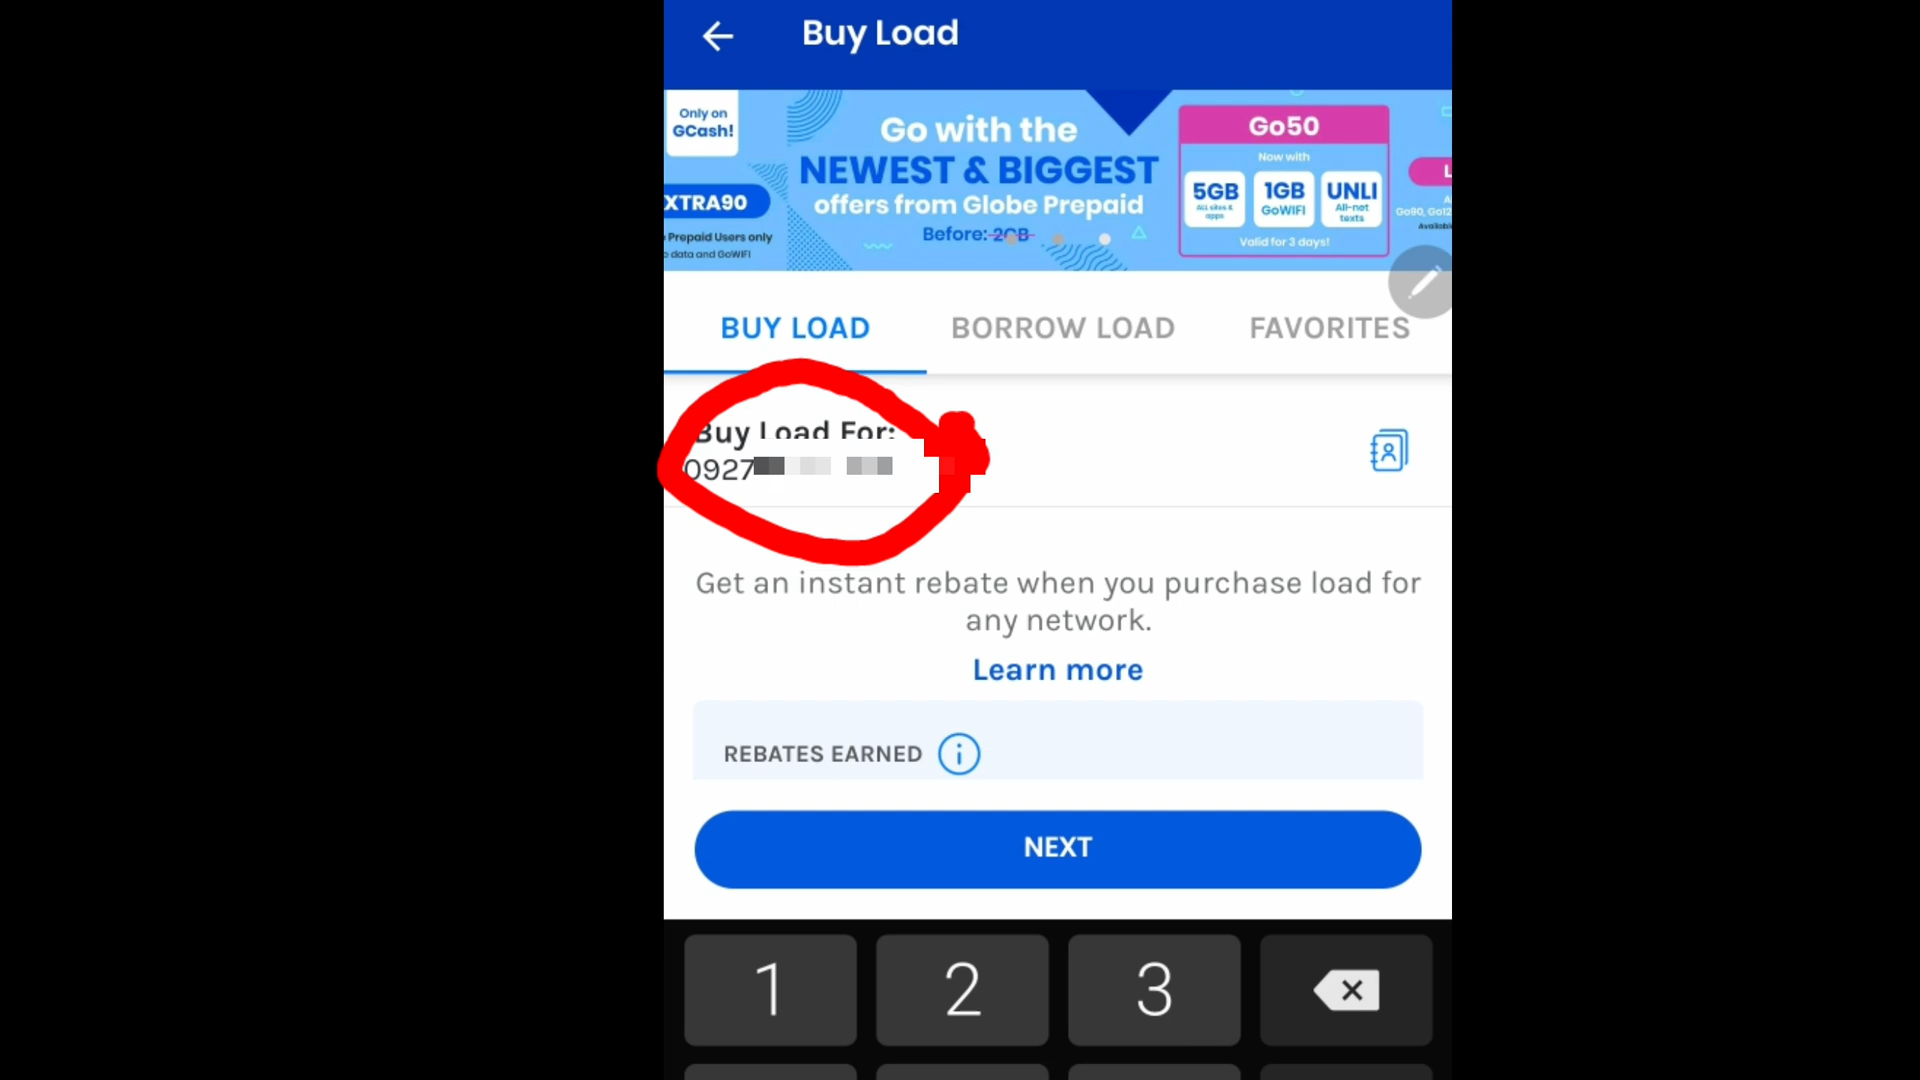 Buy Load
Only on
GCash!
XTRA90
Prepaid Users only
data and GoWiFi
Go with the
NEWEST & BIGGEST
offers from Globe Prepaid
Before: 2GB
Go50
Now with
5GB
ALL sites &
apps
1GB
GoWiFi
UNLI
All-net
texts
Valid for 3 days!
L
Go90, Go12
Availabl
BUY LOAD
BORROW LOAD
FAVORITES
Buy Load For:
0927
Get an instant rebate when you purchase load for
any network.
Learn more
REBATES EARNED
i
NEXT
1
2
3